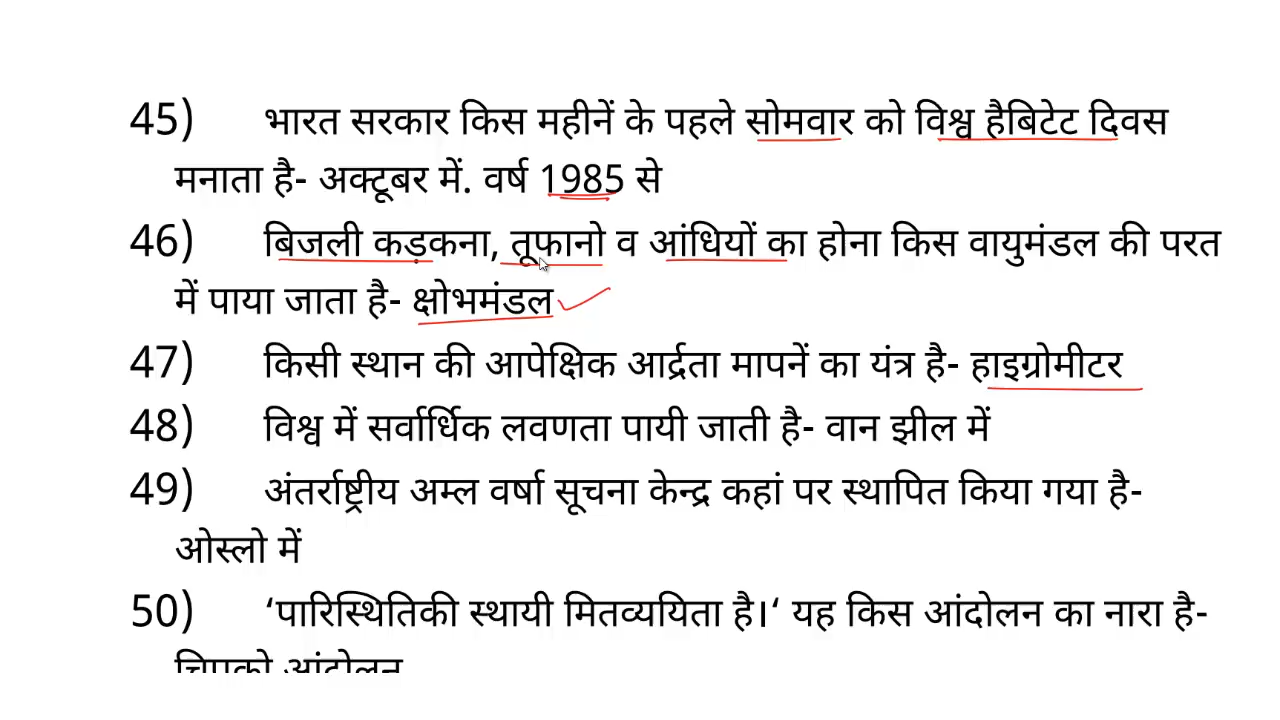 45) भारत सरकार किस महीनें के पहले सोमवार को विश्व हैबिटेट दिवस
मनाता है- अक्टूबर में. वर्ष 1985 से
46) बिजली कड़कना, तूफानो व आंधियों का होना किस वायुमंडल की परत
में पाया जाता है- क्षोभमंडल
47) किसी स्थान की आपेक्षिक आर्द्रता मापनें का यंत्र है- हाइग्रोमीटर
48) विश्व में सर्वार्धिक लवणता पायी जाती है- वान झील में
49) अंतर्राष्ट्रीय अम्ल वर्षा सूचना केन्द्र कहां पर स्थापित किया गया है-
ओस्लो में
50) ‘पारिस्थितिकी स्थायी मितव्ययिता है।‘ यह किस आंदोलन का नारा है-
चिपको आंदोलन